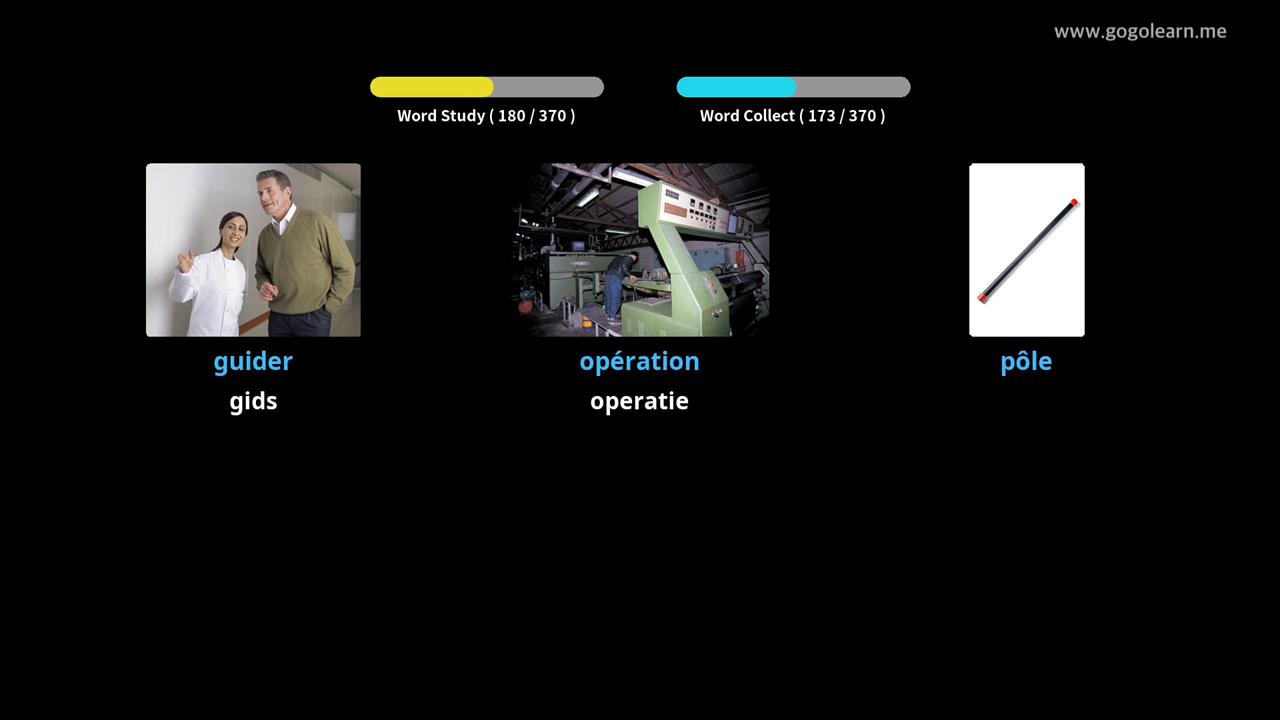 www.gogolearn.me
Word Study ( 180 / 370 )
Word Collect ( 173 / 370 )
guider
opération
pôle
gids
operatie